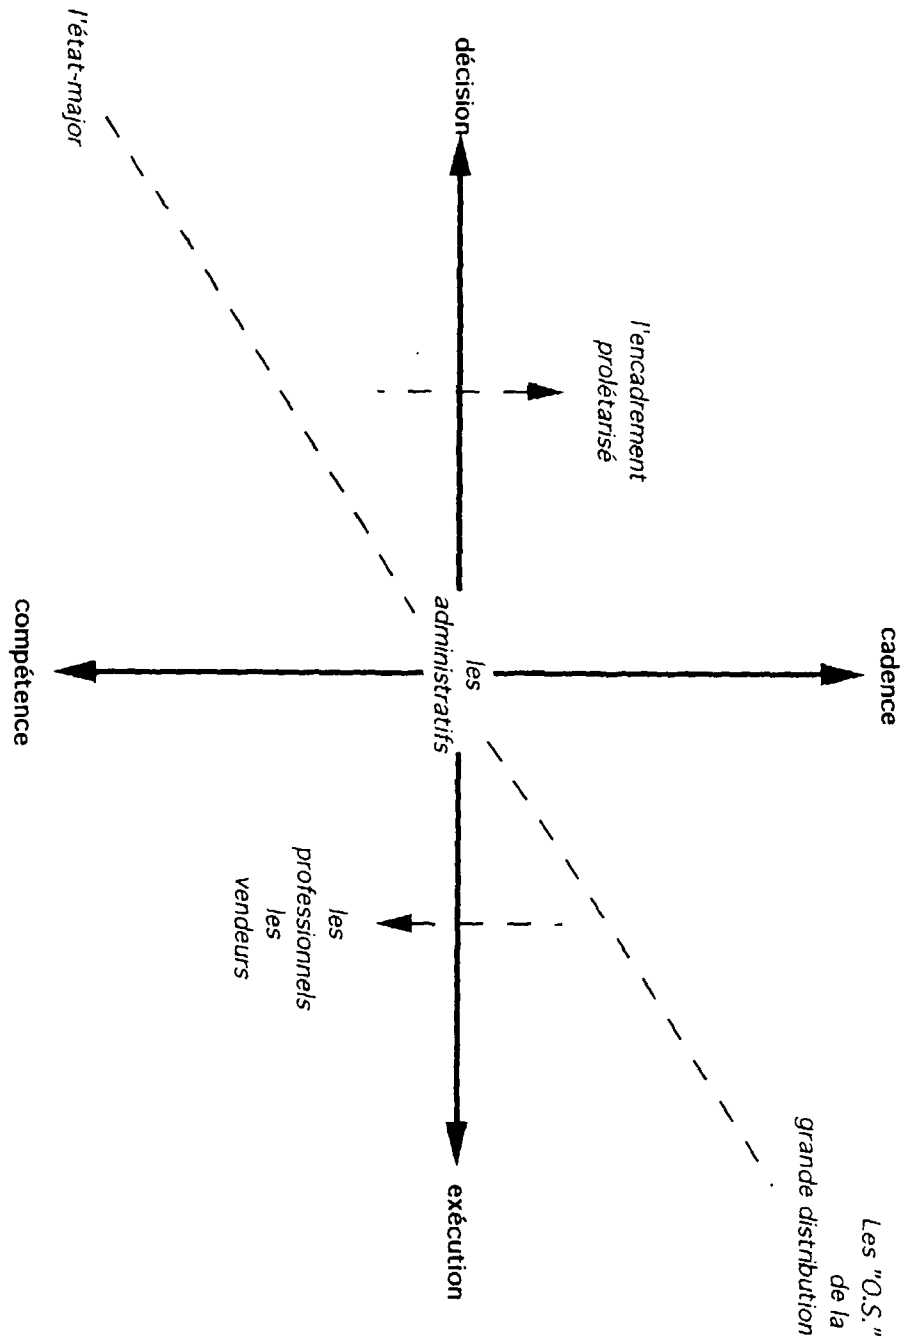 cadence
Les "O.S."
de la
grande distribution
l'encadrement
prolétarisé
décision
les
administratifs
exécution
les
professionnels
les
vendeurs
l'état-major
compétence